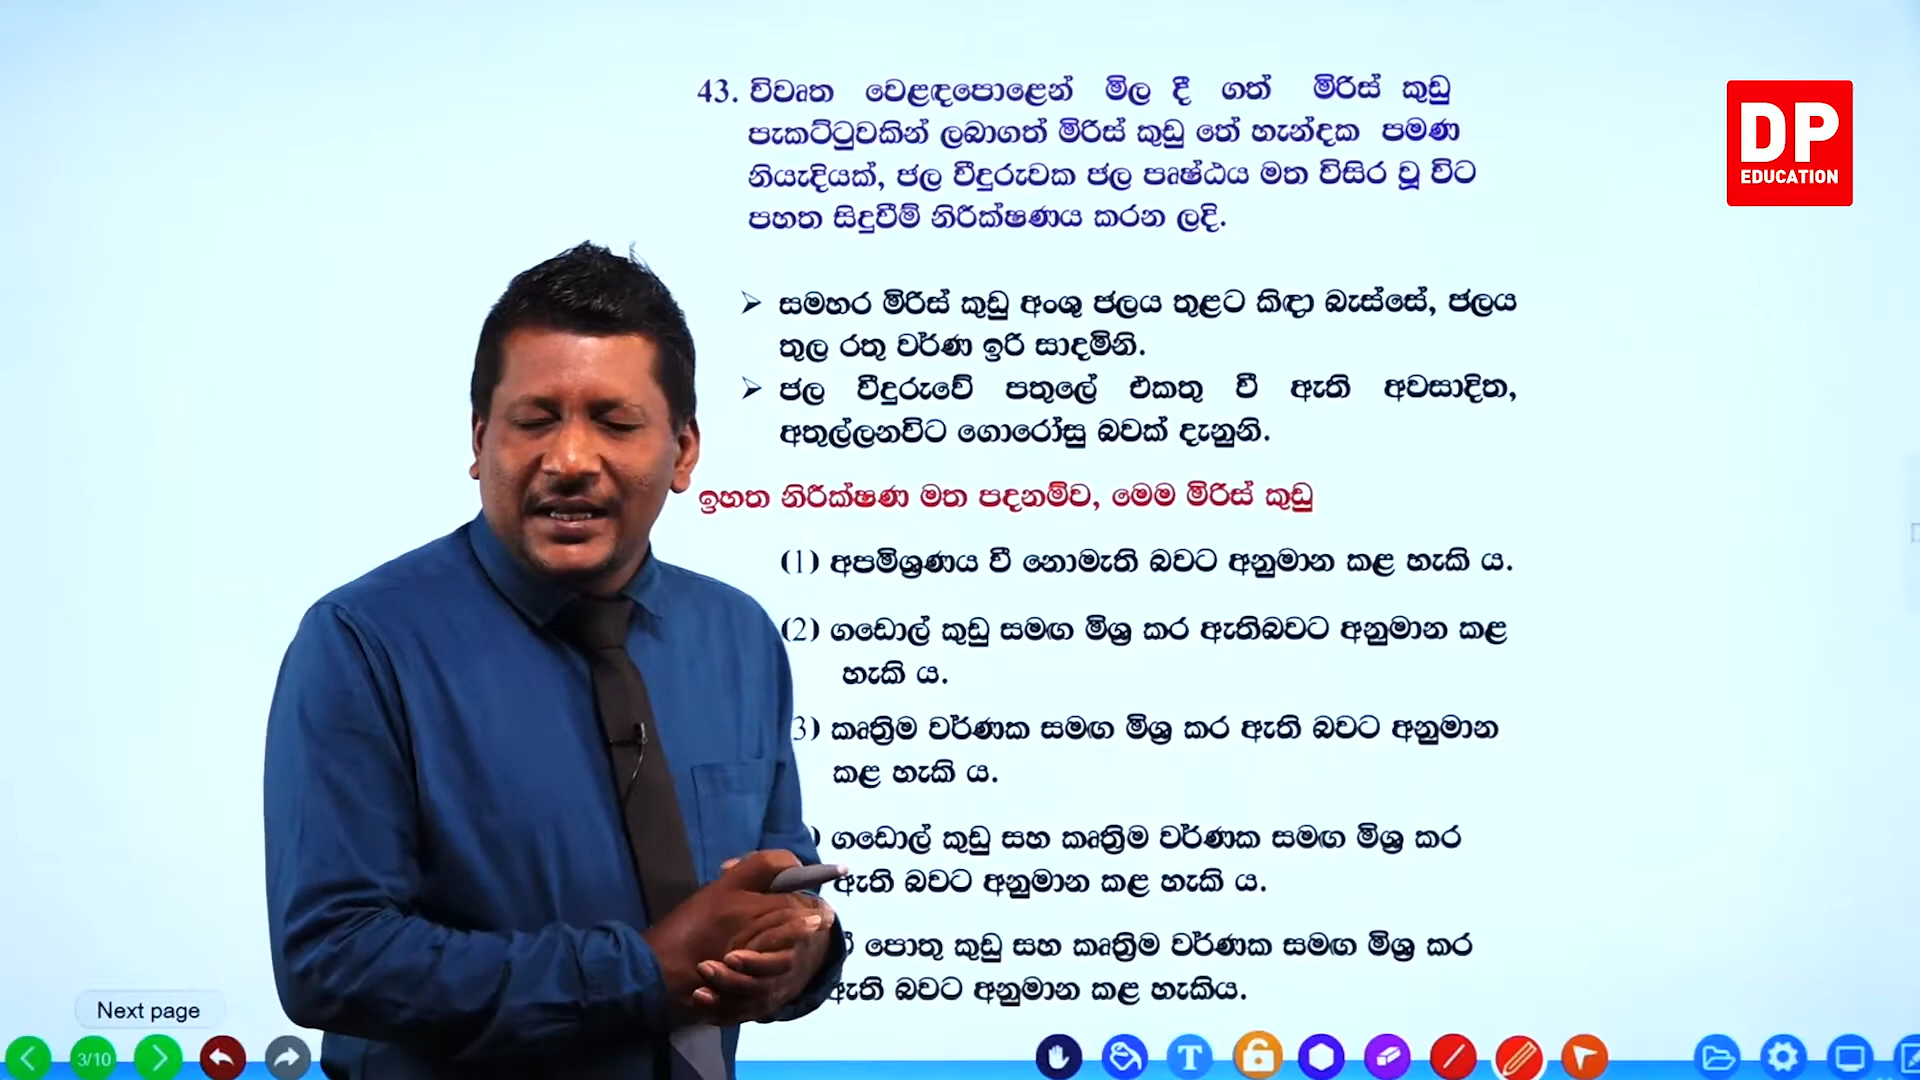 43. විවෘත වෙළඳපොළෙන් මිල දී ගත් මිරිස් කුඩු
පැකට්ටුවකින් ලබාගත් මිරිස් කුඩු තේ හැන්දක පමණ
නියැදියක්, ජල වීදුරුවක ජල පෘෂ්ඨය මත විසිර වූ විට
පහත සිදුවීම් නිරීක්ෂණය කරන ලදි.
➢ සමහර මිරිස් කුඩු අංශු ජලය තුළට කිඳා බැස්සේ, ජලය
තුල රතු වර්ණ ඉරි සාදමිනි.
➢ ජල වීදුරුවේ පතුලේ එකතු වී ඇති අවසාදිත,
අතුල්ලනවිට ගොරෝසු බවක් දැනුනි.
ඉහත නිරීක්ෂණ මත පදනම්ව, මෙම මිරිස් කුඩු
(1) අපමිශ්‍රණය වී නොමැති බවට අනුමාන කළ හැකි ය.
(2) ගඩොල් කුඩු සමඟ මිශ්‍ර කර ඇතිබවට අනුමාන කළ
හැකි ය.
3) කෘත්‍රිම වර්ණක සමඟ මිශ්‍ර කර ඇති බවට අනුමාන
කළ හැකි ය.
) ගඩොල් කුඩු සහ කෘත්‍රිම වර්ණක සමඟ මිශ්‍ර කර
ඇති බවට අනුමාන කළ හැකි ය.
පොතු කුඩු සහ කෘත්‍රිම වර්ණක සමඟ මිශ්‍ර කර
ඇති බවට අනුමාන කළ හැකිය.
DP
EDUCATION
Next page
3/10